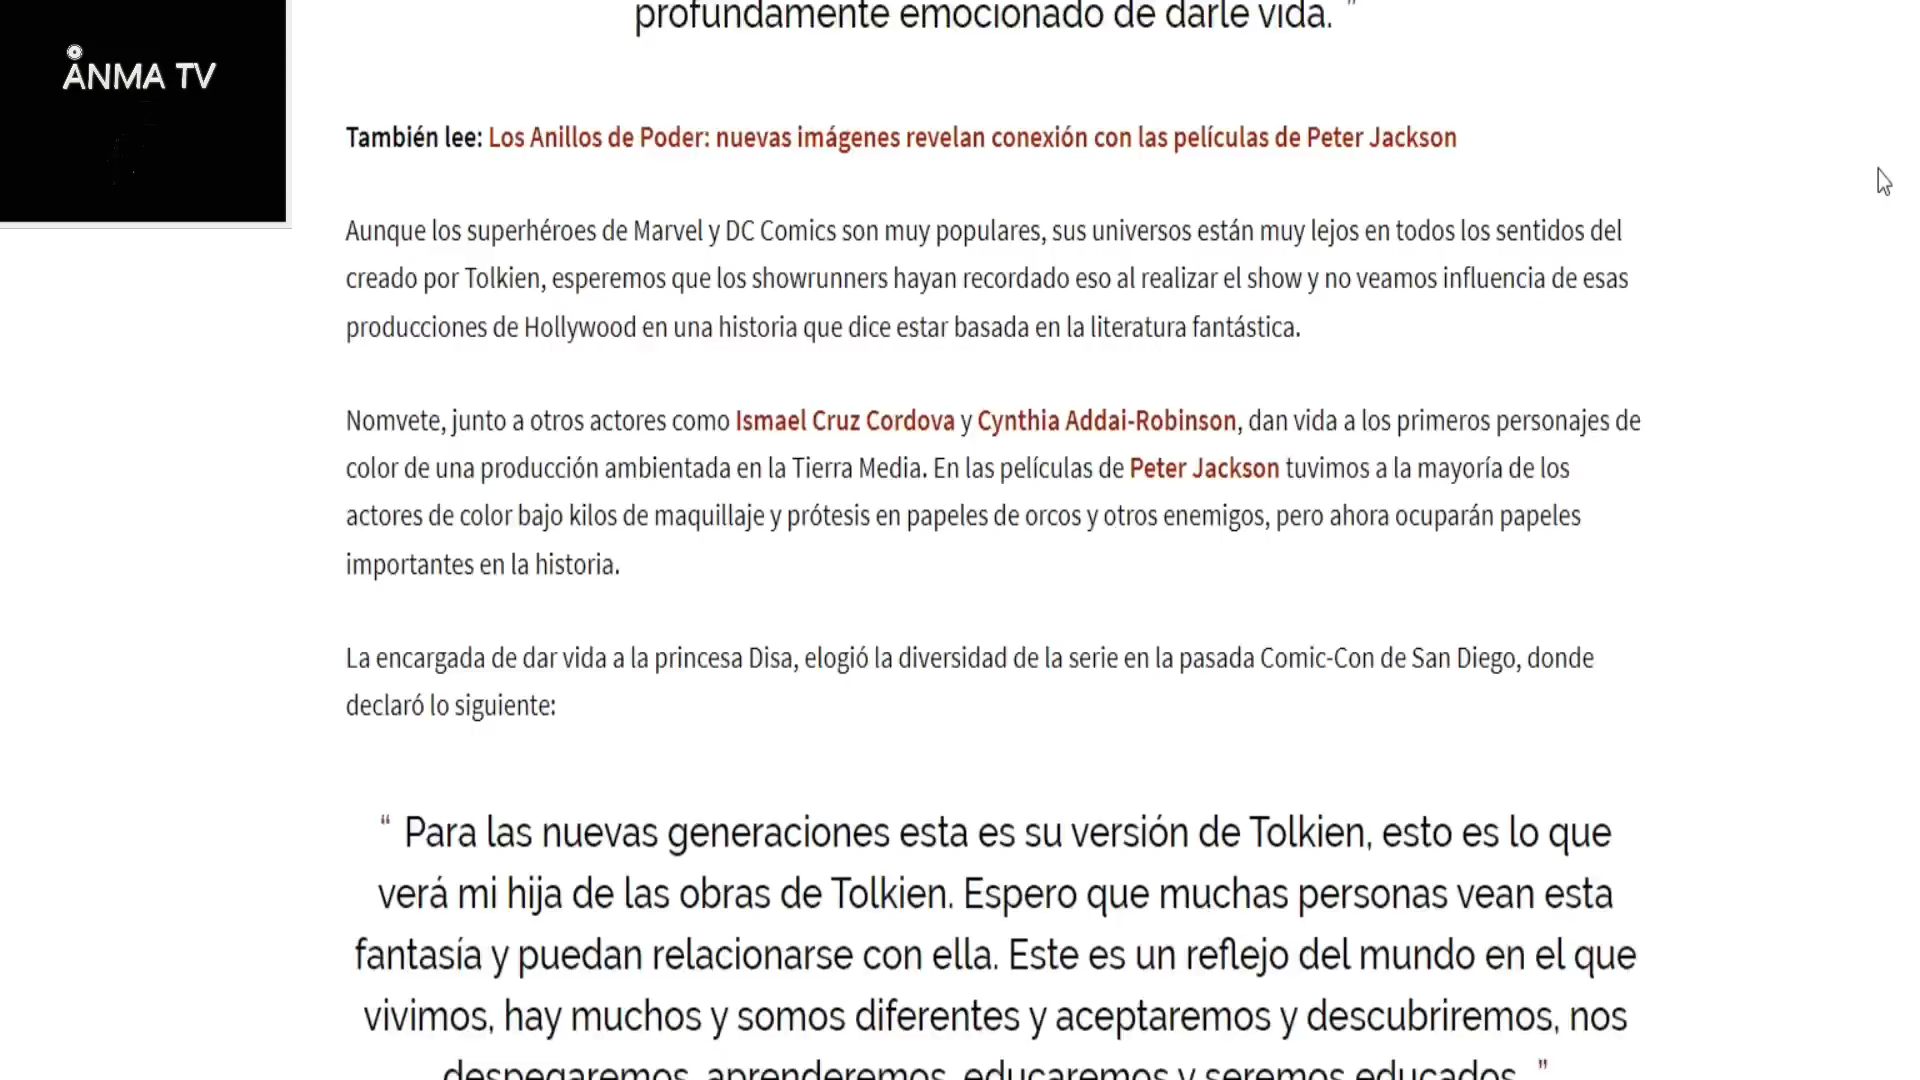 profundamente emocionado de darle vida. ”
ÅNMA TV
También lee: Los Anillos de Poder: nuevas imágenes revelan conexión con las películas de Peter Jackson
Aunque los superhéroes de Marvel y DC Comics son muy populares, sus universos están muy lejos en todos los sentidos del
creado por Tolkien, esperemos que los showrunners hayan recordado eso al realizar el show y no veamos influencia de esas
producciones de Hollywood en una historia que dice estar basada en la literatura fantástica.
Nomvete, junto a otros actores como Ismael Cruz Cordova y Cynthia Addai-Robinson, dan vida a los primeros personajes de
color de una producción ambientada en la Tierra Media. En las películas de Peter Jackson tuvimos a la mayoría de los
actores de color bajo kilos de maquillaje y prótesis en papeles de orcos y otros enemigos, pero ahora ocuparán papeles
importantes en la historia.
La encargada de dar vida a la princesa Disa, elogió la diversidad de la serie en la pasada Comic-Con de San Diego, donde
declaró lo siguiente:
“ Para las nuevas generaciones esta es su versión de Tolkien, esto es lo que
verá mi hija de las obras de Tolkien. Espero que muchas personas vean esta
fantasía y puedan relacionarse con ella. Este es un reflejo del mundo en el que
vivimos, hay muchos y somos diferentes y aceptaremos y descubriremos, nos
despegaremos, aprenderemos, educaremos y seremos educados. ”